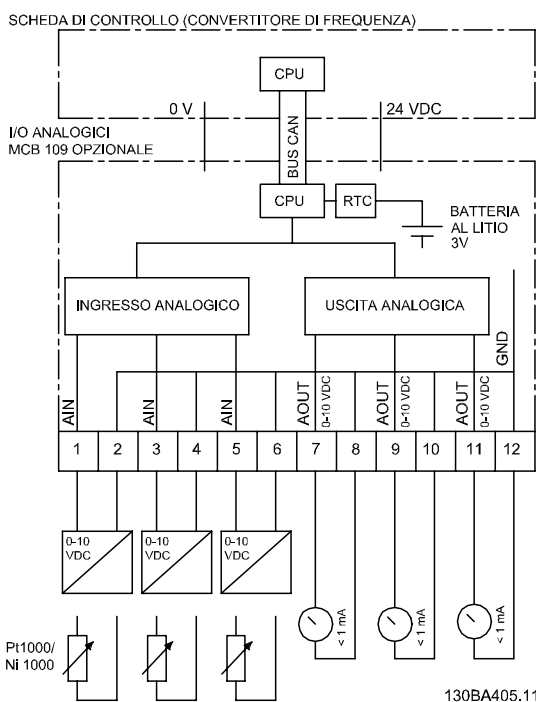 SCHEDA DI CONTROLLO (CONVERTITORE DI FREQUENZA)
CPU
0 V
24 VDC
I/O ANALOGICI
MCB 109 OPZIONALE
BUS CAN
CPU
RTC
BATTERIA
AL LITIO
3V
INGRESSO ANALOGICO
USCITA ANALOGICA
GND
AIN
AIN
AIN
AOUT
0-10 VDC
AOUT
0-10 VDC
AOUT
0-10 VDC
1 2 3 4 5 6 7 8 9 10 11 12
0-10
VDC
0-10
VDC
0-10
VDC
< 1 mA
< 1 mA
< 1 mA
Pt1000/
Ni 1000
130BA405.11